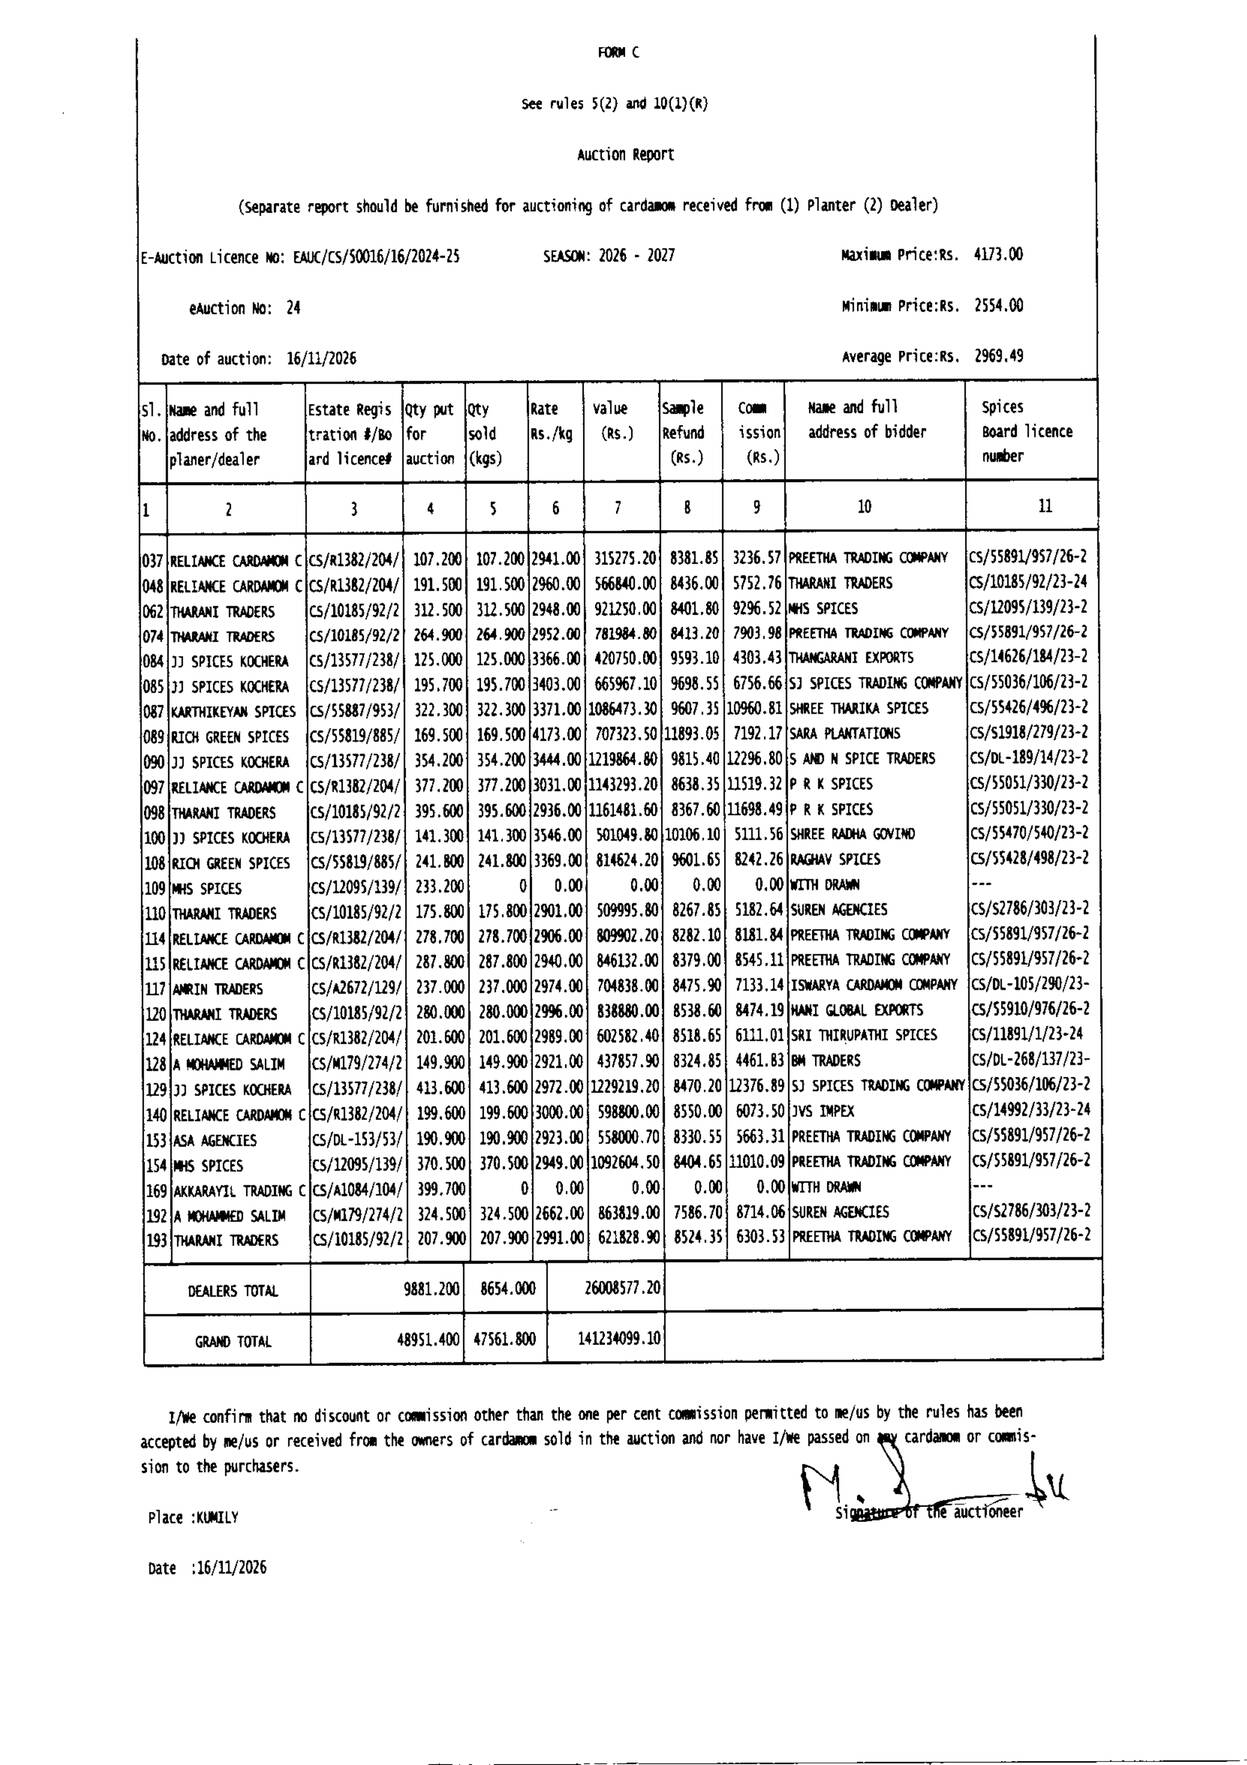 FORM C
See rules 5(2) and 10(1)(R)
Auction Report
(Separate report should be furnished for auctioning of cardamom received from (1) Planter (2) Dealer)
E-Auction Licence No: EAUC/CS/50016/16/2024-25 SEASON: 2026 - 2027 Maximum Price:Rs. 4173.00
eAuction No: 24 Minimum Price:Rs. 2554.00
Date of auction: 16/11/2026 Average Price:Rs. 2969.49
Sl. Name and full Estate Regis Qty put Qty Rate Value Sample Comm Name and full Spices
No. address of the tration #/Bo for sold Rs./kg (Rs.) Refund ission address of bidder Board licence
planer/dealer ard licence# auction (kgs) (Rs.) (Rs.) number
1 2 3 4 5 6 7 8 9 10 11
037 RELIANCE CARDAMOM C CS/R1382/204/ 107.200 107.200 2941.00 315275.20 8381.85 3236.57 PREETHA TRADING COMPANY CS/55891/957/26-2
048 RELIANCE CARDAMOM C CS/R1382/204/ 191.500 191.500 2960.00 566840.00 8436.00 5752.76 THARANI TRADERS CS/10185/92/23-24
062 THARANI TRADERS CS/10185/92/2 312.500 312.500 2948.00 921250.00 8401.80 9296.52 MHS SPICES CS/12095/139/23-2
074 THARANI TRADERS CS/10185/92/2 264.900 264.900 2952.00 781984.80 8413.20 7903.98 PREETHA TRADING COMPANY CS/55891/957/26-2
084 JJ SPICES KOCHERA CS/13577/238/ 125.000 125.000 3366.00 420750.00 9593.10 4303.43 THANGARANI EXPORTS CS/14626/184/23-2
085 JJ SPICES KOCHERA CS/13577/238/ 195.700 195.700 3403.00 665967.10 9698.55 6756.66 SJ SPICES TRADING COMPANY CS/55036/106/23-2
087 KARTHIKEYAN SPICES CS/55887/953/ 322.300 322.300 3371.00 1086473.30 9607.35 10960.81 SHREE THARIKA SPICES CS/55426/496/23-2
089 RICH GREEN SPICES CS/55819/885/ 169.500 169.500 4173.00 707323.50 11893.05 7192.17 SARA PLANTATIONS CS/S1918/279/23-2
090 JJ SPICES KOCHERA CS/13577/238/ 354.200 354.200 3444.00 1219864.80 9815.40 12296.80 S AND N SPICE TRADERS CS/DL-189/14/23-2
097 RELIANCE CARDAMOM C CS/R1382/204/ 377.200 377.200 3031.00 1143293.20 8638.35 11519.32 P R K SPICES CS/55051/330/23-2
098 THARANI TRADERS CS/10185/92/2 395.600 395.600 2936.00 1161481.60 8367.60 11698.49 P R K SPICES CS/55051/330/23-2
100 JJ SPICES KOCHERA CS/13577/238/ 141.300 141.300 3546.00 501049.80 10106.10 5111.56 SHREE RADHA GOVIND CS/55470/540/23-2
108 RICH GREEN SPICES CS/55819/885/ 241.800 241.800 3369.00 814624.20 9601.65 8242.26 RAGHAV SPICES CS/55428/498/23-2
109 MHS SPICES CS/12095/139/ 233.200 0 0.00 0.00 0.00 0.00 WITH DRAWN ---
110 THARANI TRADERS CS/10185/92/2 175.800 175.800 2901.00 509995.80 8267.85 5182.64 SUREN AGENCIES CS/S2786/303/23-2
114 RELIANCE CARDAMOM C CS/R1382/204/ 278.700 278.700 2906.00 809902.20 8282.10 8181.84 PREETHA TRADING COMPANY CS/55891/957/26-2
115 RELIANCE CARDAMOM C CS/R1382/204/ 287.800 287.800 2940.00 846132.00 8379.00 8545.11 PREETHA TRADING COMPANY CS/55891/957/26-2
117 AMRIN TRADERS CS/A2672/129/ 237.000 237.000 2974.00 704838.00 8475.90 7133.14 ISWARYA CARDAMOM COMPANY CS/DL-105/290/23-
120 THARANI TRADERS CS/10185/92/2 280.000 280.000 2996.00 838880.00 8538.60 8474.19 HANI GLOBAL EXPORTS CS/55910/976/26-2
124 RELIANCE CARDAMOM C CS/R1382/204/ 201.600 201.600 2989.00 602582.40 8518.65 6111.01 SRI THIRUPATHI SPICES CS/11891/1/23-24
128 A MOHAMMED SALIM CS/M179/274/2 149.900 149.900 2921.00 437857.90 8324.85 4461.83 BM TRADERS CS/DL-268/137/23-
129 JJ SPICES KOCHERA CS/13577/238/ 413.600 413.600 2972.00 1229219.20 8470.20 12376.89 SJ SPICES TRADING COMPANY CS/55036/106/23-2
140 RELIANCE CARDAMOM C CS/R1382/204/ 199.600 199.600 3000.00 598800.00 8550.00 6073.50 JVS IMPEX CS/14992/33/23-24
153 ASA AGENCIES CS/DL-153/53/ 190.900 190.900 2923.00 558000.70 8330.55 5663.31 PREETHA TRADING COMPANY CS/55891/957/26-2
154 MHS SPICES CS/12095/139/ 370.500 370.500 2949.00 1092604.50 8404.65 11010.09 PREETHA TRADING COMPANY CS/55891/957/26-2
169 AKKARAYIL TRADING C CS/A1084/104/ 399.700 0 0.00 0.00 0.00 0.00 WITH DRAWN ---
192 A MOHAMMED SALIM CS/M179/274/2 324.500 324.500 2662.00 863819.00 7586.70 8714.06 SUREN AGENCIES CS/S2786/303/23-2
193 THARANI TRADERS CS/10185/92/2 207.900 207.900 2991.00 621828.90 8524.35 6303.53 PREETHA TRADING COMPANY CS/55891/957/26-2
DEALERS TOTAL 9881.200 8654.000 26008577.20
GRAND TOTAL 48951.400 47561.800 141234099.10
I/We confirm that no discount or commission other than the one per cent commission permitted to me/us by the rules has been
accepted by me/us or received from the owners of cardamom sold in the auction and nor have I/We passed on any cardamom or commis-
sion to the purchasers.
Signature of the auctioneer
Place :KUMILY
Date :16/11/2026